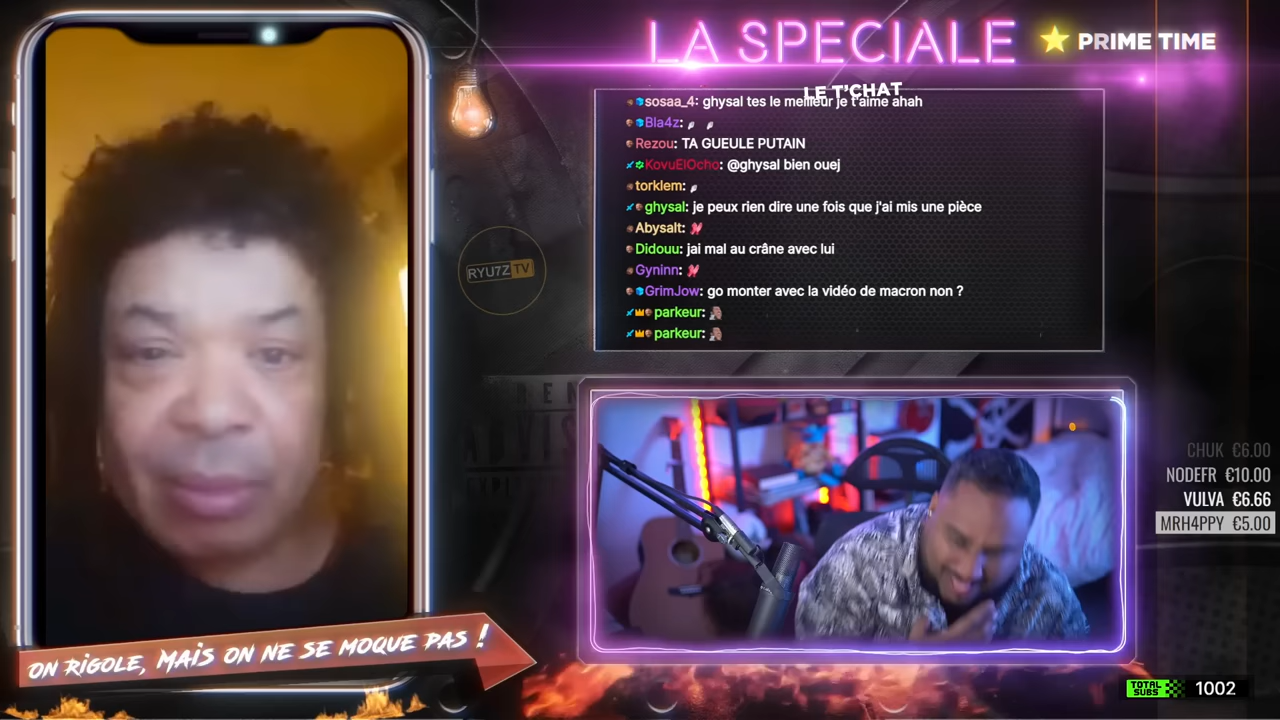 LA SPECIALE
PRIME TIME
LE T'CHAT
sosaa_4: ghysal tes le meilleur je t'aime ahah
Bla4z:
Rezou: TA GUEULE PUTAIN
KovuElOcho: @ghysal bien ouej
torklem:
ghysal: je peux rien dire une fois que j'ai mis une pièce
Abysalt:
Didouu: jai mal au crâne avec lui
Gyninn:
GrimJow: go monter avec la vidéo de macron non ?
parkeur:
parkeur:
RYU7Z TV
CHUK €6.00
NODEFR €10.00
VULVA €6.66
MRH4PPY €5.00
ON RIGOLE, MAIS ON NE SE MOQUE PAS !
TOTAL SUBS 1002